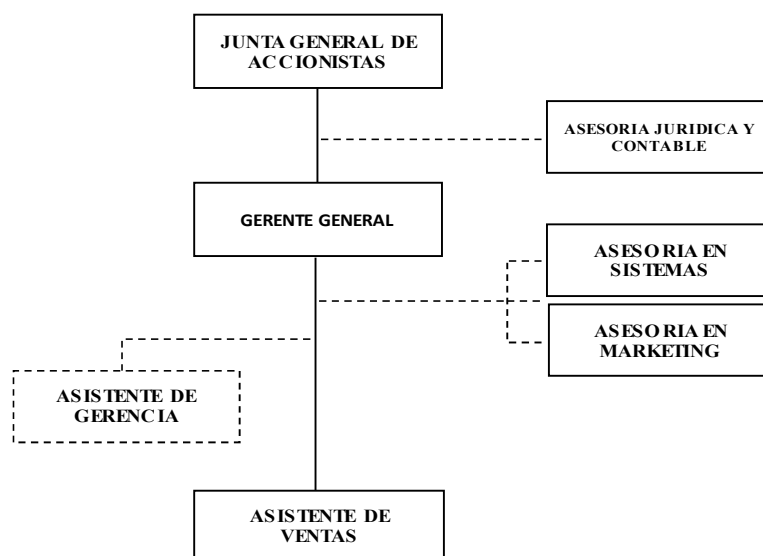 JUNTA GENERAL DE
ACCIONISTAS
ASESORIA JURIDICA Y
CONTABLE
GERENTE GENERAL
ASESORIA EN
SISTEMAS
ASESORIA EN
MARKETING
ASISTENTE DE
GERENCIA
ASISTENTE DE
VENTAS